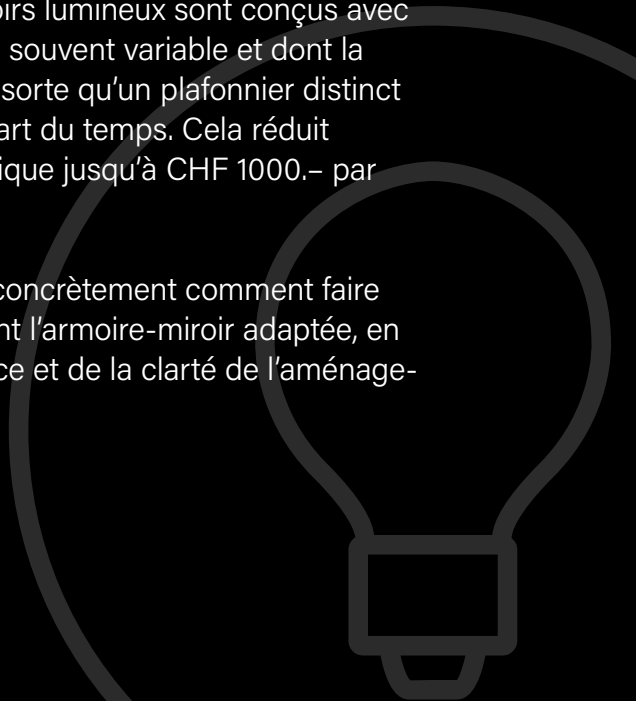 oirs lumineux sont conçus avec
souvent variable et dont la
sorte qu'un plafonnier distinct
art du temps. Cela réduit
ique jusqu'à CHF 1000.– par
concrètement comment faire
nt l'armoire-miroir adaptée, en
ce et de la clarté de l'aménage-